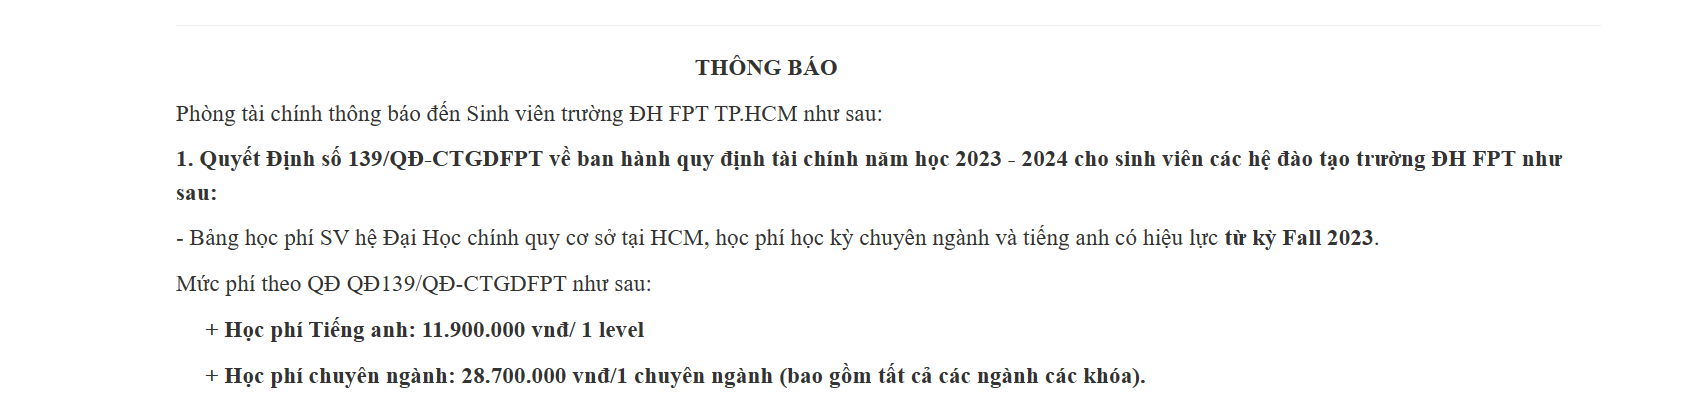 THÔNG BÁO
Phòng tài chính thông báo đến Sinh viên trường ĐH FPT TP.HCM như sau:
1. Quyết Định số 139/QĐ-CTGDFPT về ban hành quy định tài chính năm học 2023 - 2024 cho sinh viên các hệ đào tạo trường ĐH FPT như
sau:
- Bảng học phí SV hệ Đại Học chính quy cơ sở tại HCM, học phí học kỳ chuyên ngành và tiếng anh có hiệu lực từ kỳ Fall 2023.
Mức phí theo QĐ QĐ139/QĐ-CTGDFPT như sau:
+ Học phí Tiếng anh: 11.900.000 vnđ/ 1 level
+ Học phí chuyên ngành: 28.700.000 vnđ/1 chuyên ngành (bao gồm tất cả các ngành các khóa).